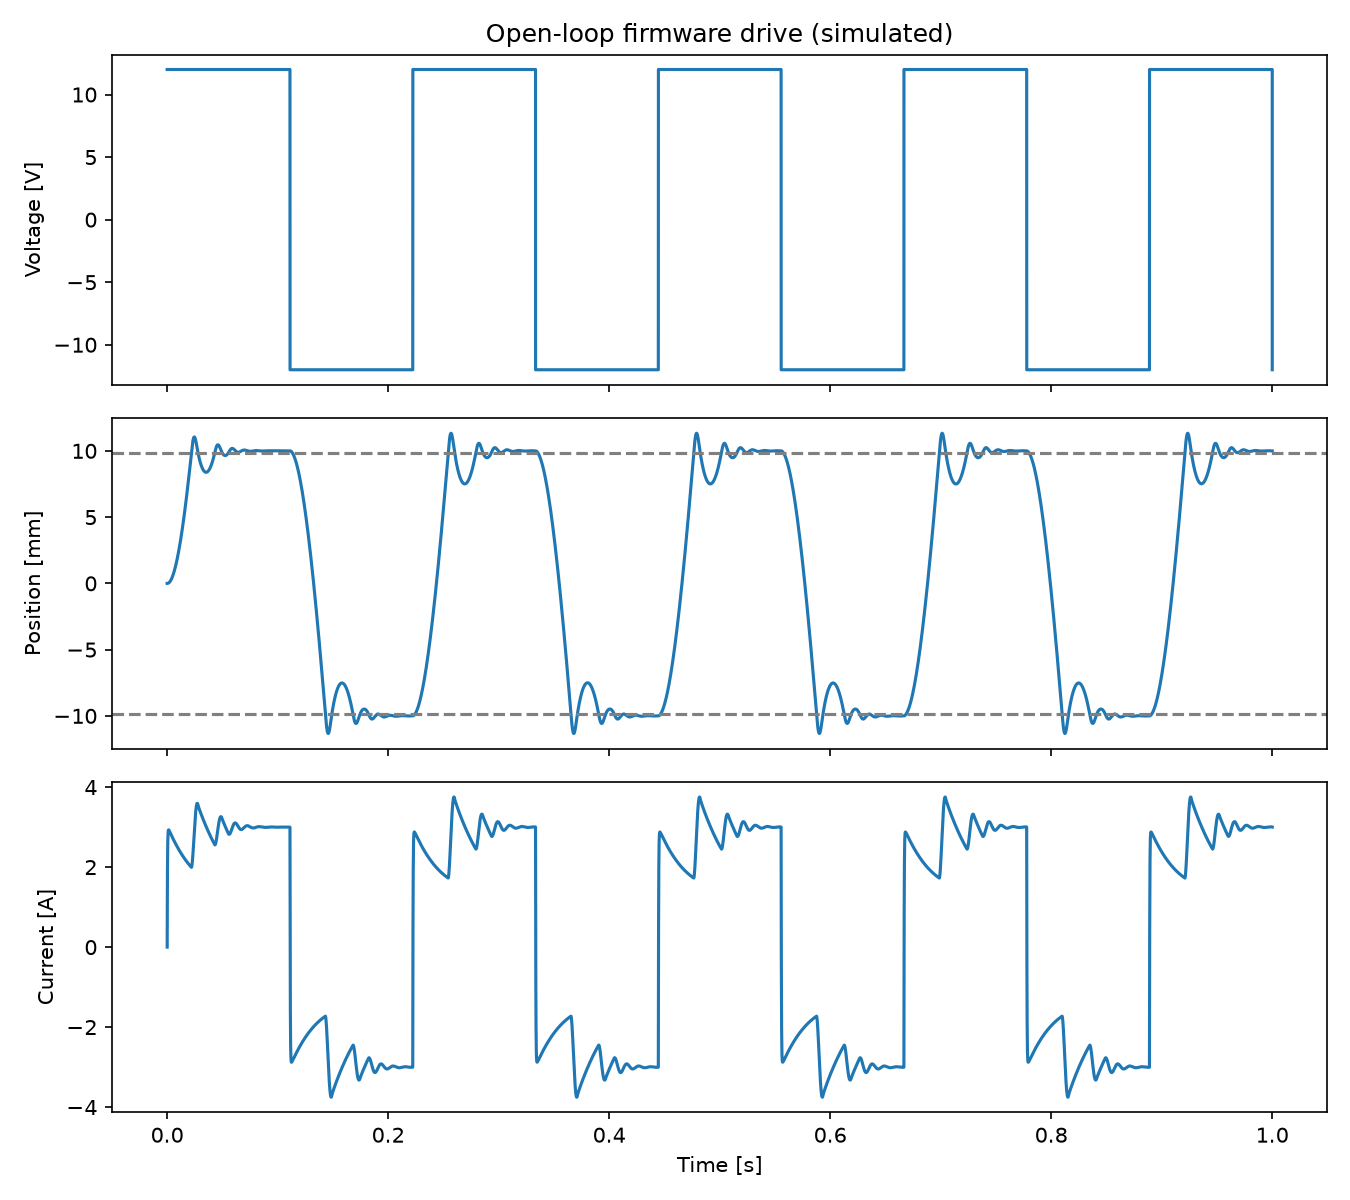 Open-loop firmware drive (simulated)
Voltage [V]
10
5
0
−5
−10
Position [mm]
10
5
0
−5
−10
Current [A]
4
2
0
−2
−4
0.0 0.2 0.4 0.6 0.8 1.0
Time [s]